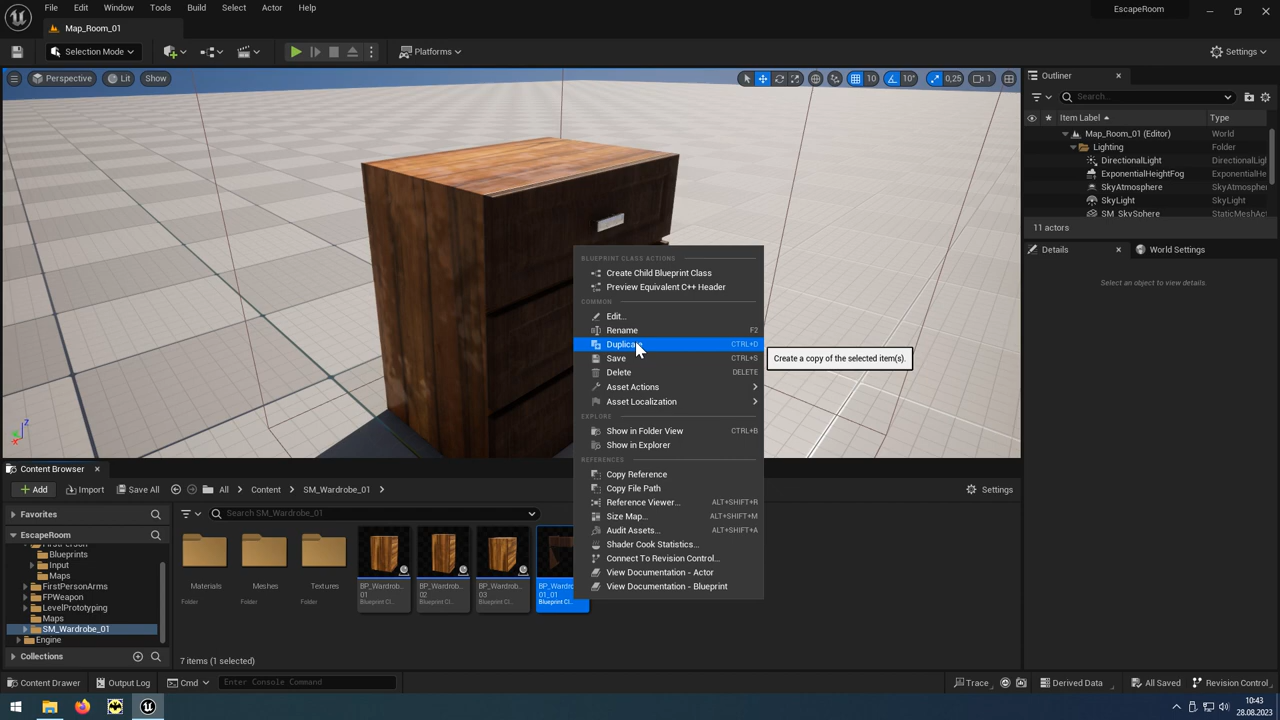 File Edit Window Tools Build Select Actor Help
EscapeRoom
Map_Room_01
Selection Mode
Platforms
Settings
Perspective Lit Show
10 10° 0,25 1
Outliner
Search...
Item Label Type
Map_Room_01 (Editor) World
Lighting Folder
DirectionalLight DirectionalLigh
ExponentialHeightFog ExponentialHe
SkyAtmosphere SkyAtmosphere
SkyLight SkyLight
SM_SkySphere StaticMeshAc
11 actors
Details World Settings
Select an object to view details.
BLUEPRINT CLASS ACTIONS
Create Child Blueprint Class
Preview Equivalent C++ Header
COMMON
Edit...
Rename F2
Duplicate CTRL+D
Create a copy of the selected item(s).
Save CTRL+S
Delete DELETE
Asset Actions
Asset Localization
EXPLORE
Show in Folder View CTRL+B
Show in Explorer
REFERENCES
Copy Reference
Copy File Path
Reference Viewer... ALT+SHIFT+R
Size Map... ALT+SHIFT+M
Audit Assets... ALT+SHIFT+A
Shader Cook Statistics...
Connect To Revision Control...
View Documentation - Actor
View Documentation - Blueprint
Z
Content Browser
Add Import Save All All Content SM_Wardrobe_01 Settings
Favorites
Search SM_Wardrobe_01
EscapeRoom
Blueprints
Input
Maps
FirstPersonArms
FPWeapon
LevelPrototyping
Maps
SM_Wardrobe_01
Engine
Collections
Materials
Folder
Meshes
Folder
Textures
Folder
BP_Wardrob..
01
Blueprint Cl..
BP_Wardrob..
02
Blueprint Cl..
BP_Wardrob..
03
Blueprint Cl..
BP_Wardro
01_01
Blueprint Cl..
7 items (1 selected)
Content Drawer Output Log Cmd Enter Console Command
Trace Derived Data All Saved Revision Control
10:43
28.08.2023